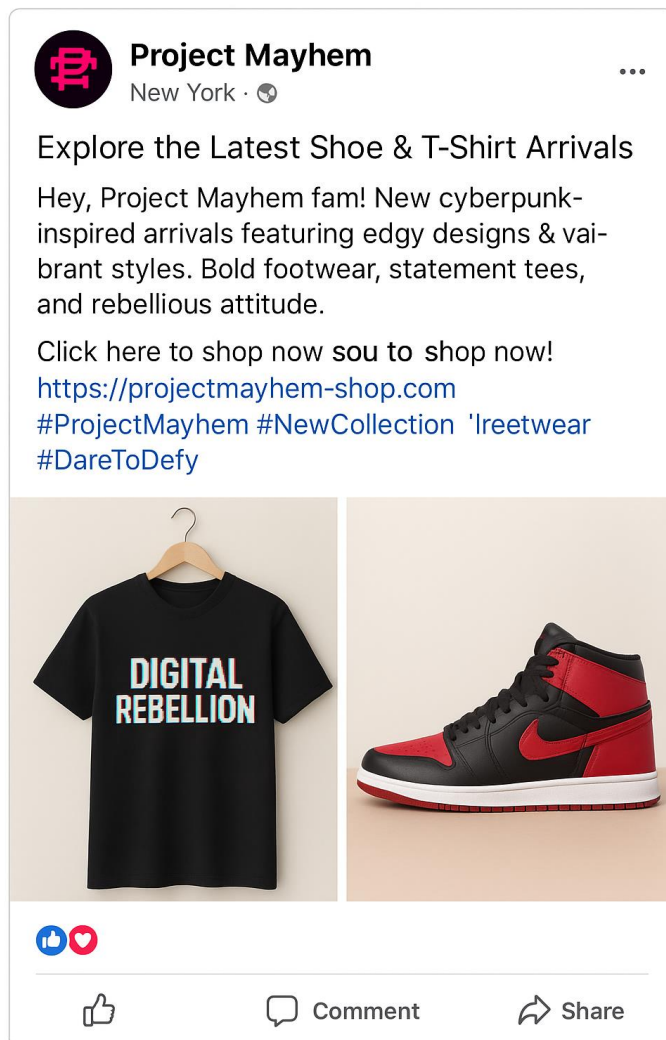 Project Mayhem
New York ·
Explore the Latest Shoe & T-Shirt Arrivals
Hey, Project Mayhem fam! New cyberpunk-
inspired arrivals featuring edgy designs & vai-
brant styles. Bold footwear, statement tees,
and rebellious attitude.
Click here to shop now sou to shop now!
https://projectmayhem-shop.com
#ProjectMayhem #NewCollection 'Ireetwear
#DareToDefy
DIGITAL
REBELLION
Comment
Share